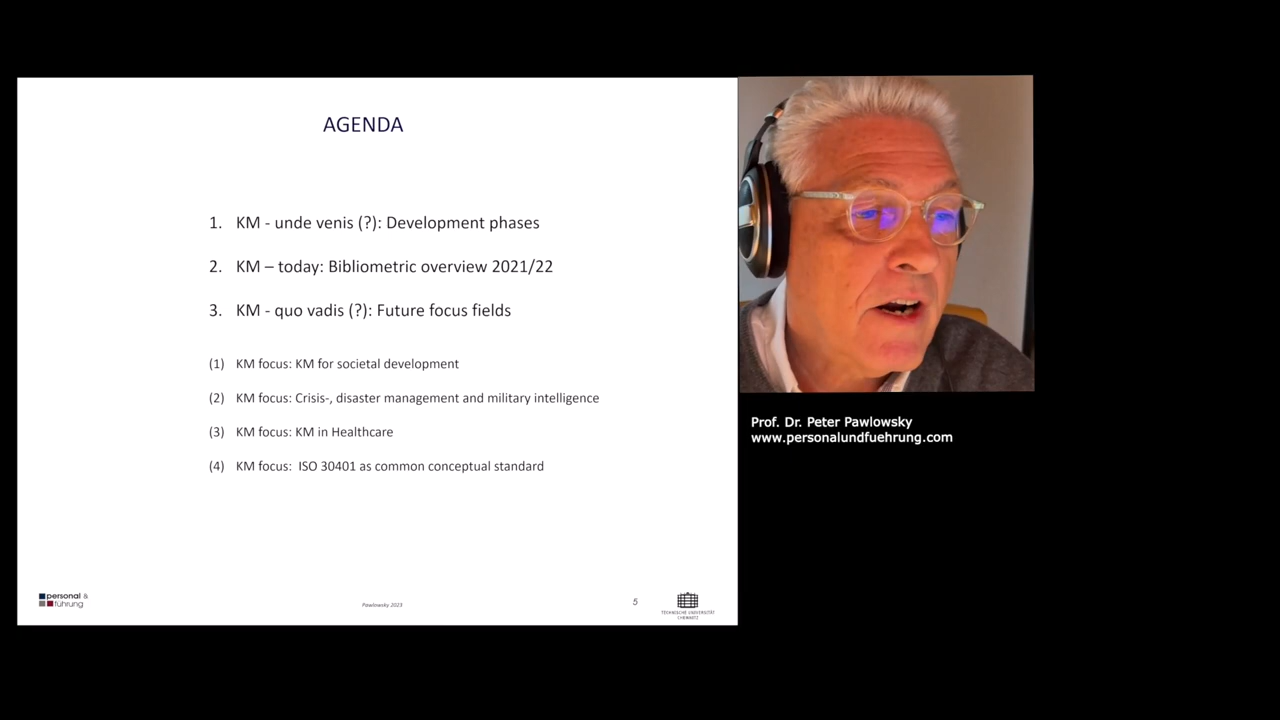 AGENDA
1. KM - unde venis (?): Development phases
2. KM – today: Bibliometric overview 2021/22
3. KM - quo vadis (?): Future focus fields
(1) KM focus: KM for societal development
(2) KM focus: Crisis-, disaster management and military intelligence
(3) KM focus: KM in Healthcare
(4) KM focus:  ISO 30401 as common conceptual standard
personal &
führung
Pawlowsky 2023
5
TECHNISCHE UNIVERSITÄT
CHEMNITZ
Prof. Dr. Peter Pawlowsky
www.personalundfuehrung.com